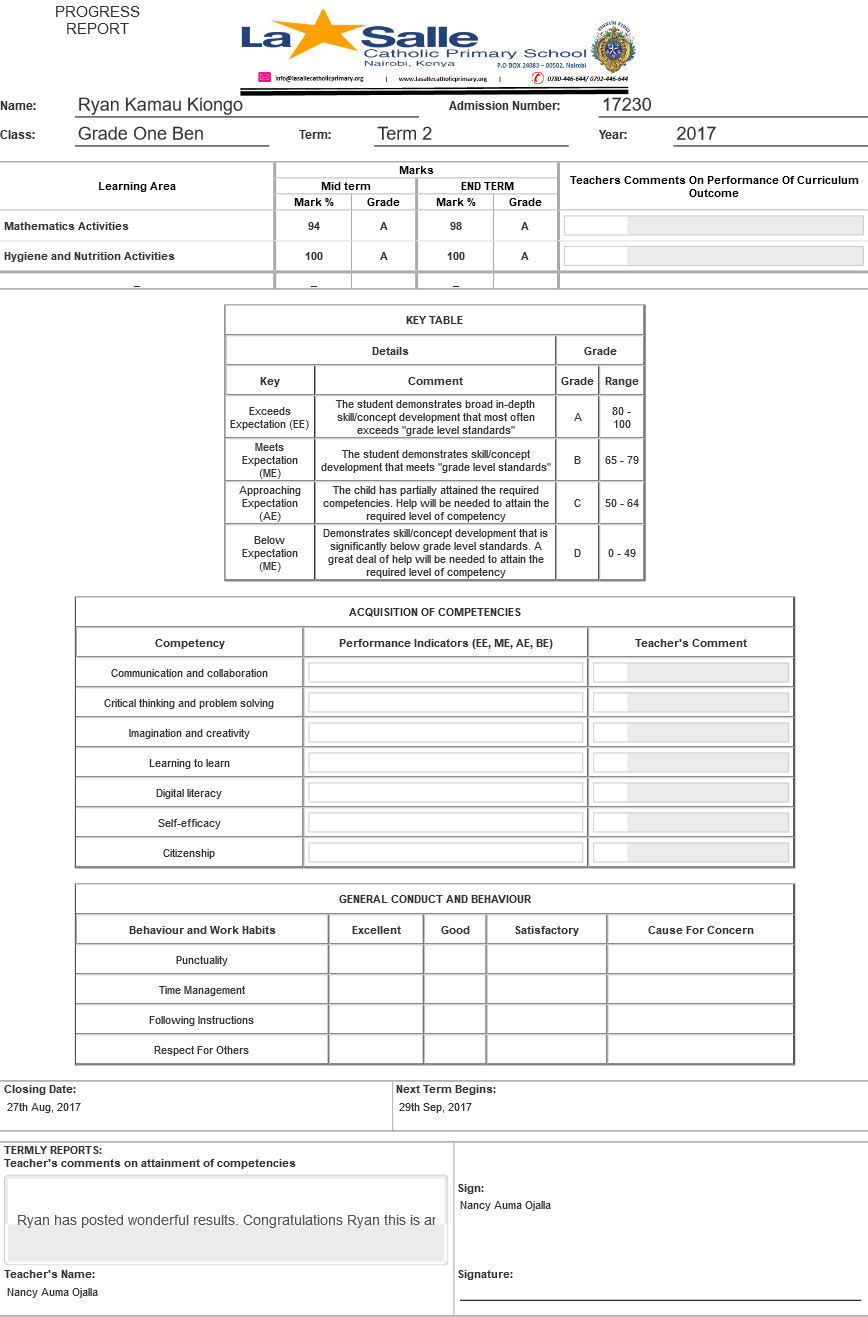 PROGRESS
REPORT
La Salle
Catholic Primary School
Nairobi, Kenya
P.O BOX 24083 – 00502, Nairobi
info@lasallecatholicprimary.org | www.lasallecatholicprimary.org | 0780-446-644/ 0792-446-644
Name: Ryan Kamau Kiongo Admission Number: 17230
Class: Grade One Ben Term: Term 2 Year: 2017
Learning Area Marks Teachers Comments On Performance Of Curriculum Outcome
Mid term END TERM
Mark % Grade Mark % Grade
Mathematics Activities 94 A 98 A
Hygiene and Nutrition Activities 100 A 100 A
_ _ _
KEY TABLE
Details Grade
Key Comment Grade Range
Exceeds Expectation (EE) The student demonstrates broad in-depth skill/concept development that most often exceeds "grade level standards" A 80 - 100
Meets Expectation (ME) The student demonstrates skill/concept development that meets "grade level standards" B 65 - 79
Approaching Expectation (AE) The child has partially attained the required competencies. Help will be needed to attain the required level of competency C 50 - 64
Below Expectation (ME) Demonstrates skill/concept development that is significantly below grade level standards. A great deal of help will be needed to attain the required level of competency D 0 - 49
ACQUISITION OF COMPETENCIES
Competency Performance Indicators (EE, ME, AE, BE) Teacher's Comment
Communication and collaboration
Critical thinking and problem solving
Imagination and creativity
Learning to learn
Digital literacy
Self-efficacy
Citizenship
GENERAL CONDUCT AND BEHAVIOUR
Behaviour and Work Habits Excellent Good Satisfactory Cause For Concern
Punctuality
Time Management
Following Instructions
Respect For Others
Closing Date: Next Term Begins:
27th Aug, 2017 29th Sep, 2017
TERMLY REPORTS:
Teacher's comments on attainment of competencies
Ryan has posted wonderful results. Congratulations Ryan this is
Sign:
Nancy Auma Ojalla
Teacher's Name: Signature:
Nancy Auma Ojalla